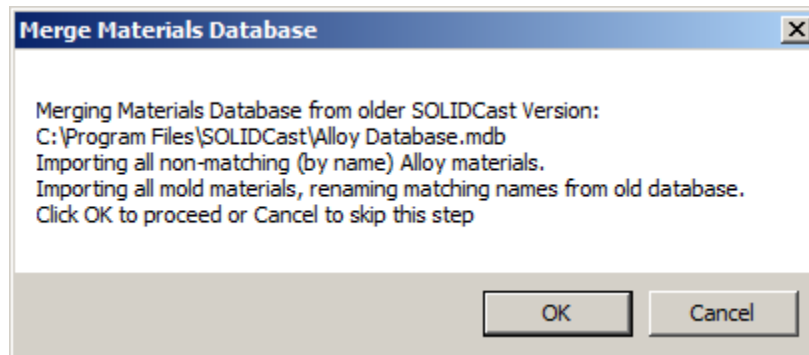 Merge Materials Database
Merging Materials Database from older SOLIDCast Version:
C:\Program Files\SOLIDCast\Alloy Database.mdb
Importing all non-matching (by name) Alloy materials.
Importing all mold materials, renaming matching names from old database.
Click OK to proceed or Cancel to skip this step
OK
Cancel